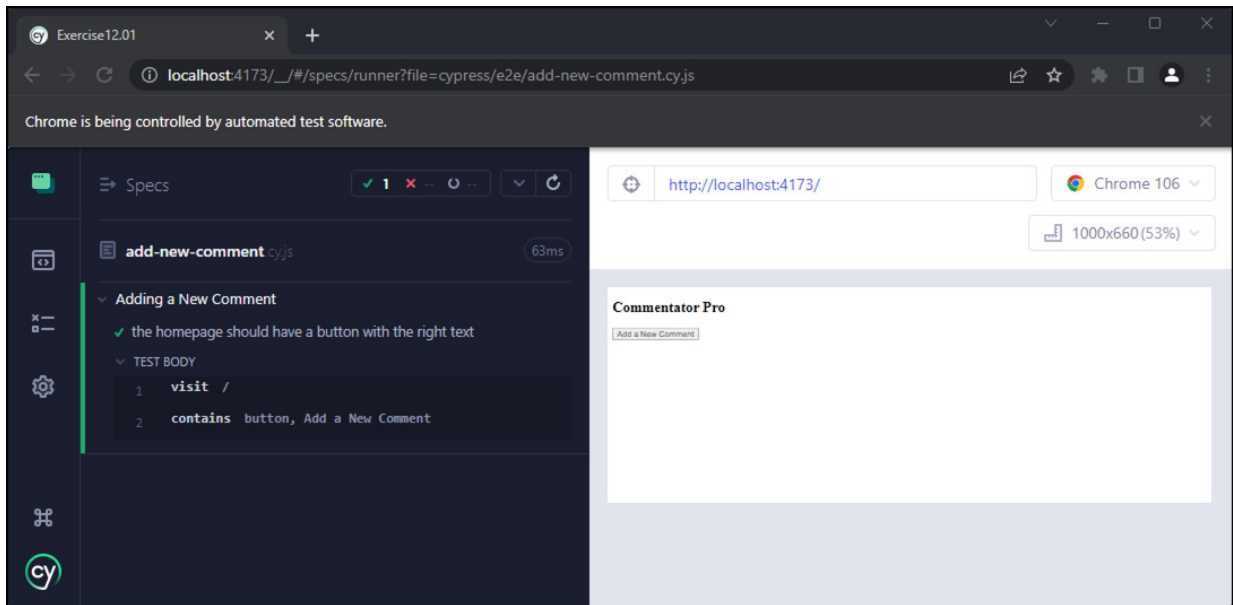 cy Exercise12.01
localhost:4173/__/#/specs/runner?file=cypress/e2e/add-new-comment.cy.js
Chrome is being controlled by automated test software.
Specs
1 -- --
add-new-comment.cy.js 63ms
Adding a New Comment
the homepage should have a button with the right text
TEST BODY
1 visit /
2 contains button, Add a New Comment
cy
http://localhost:4173/
Chrome 106
1000x660 (53%)
Commentator Pro
Add a New Comment